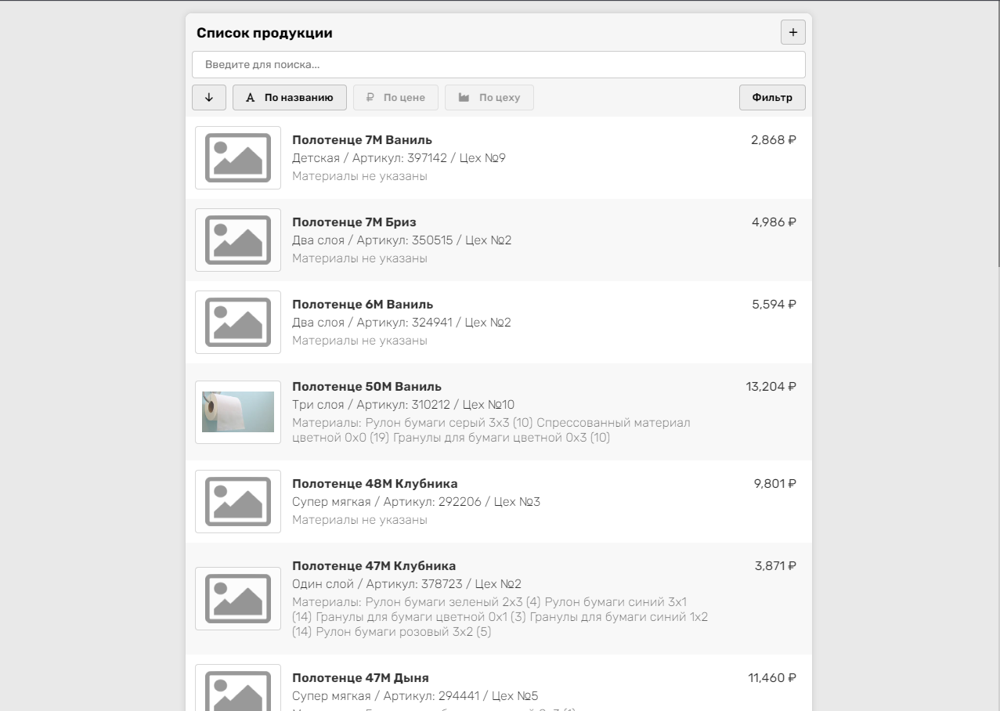 Список продукции
+
Введите для поиска...
По названию
По цене
По цеху
Фильтр
Полотенце 7М Ваниль
2,868 ₽
Детская / Артикул: 397142 / Цех №9
Материалы не указаны
Полотенце 7М Бриз
4,986 ₽
Два слоя / Артикул: 350515 / Цех №2
Материалы не указаны
Полотенце 6М Ваниль
5,594 ₽
Два слоя / Артикул: 324941 / Цех №2
Материалы не указаны
Полотенце 50М Ваниль
13,204 ₽
Три слоя / Артикул: 310212 / Цех №10
Материалы: Рулон бумаги серый 3x3 (10) Спрессованный материал
цветной 0x0 (19) Гранулы для бумаги цветной 0x3 (10)
Полотенце 48М Клубника
9,801 ₽
Супер мягкая / Артикул: 292206 / Цех №3
Материалы не указаны
Полотенце 47М Клубника
3,871 ₽
Один слой / Артикул: 378723 / Цех №2
Материалы: Рулон бумаги зеленый 2x3 (4) Рулон бумаги синий 3x1
(14) Гранулы для бумаги цветной 0x1 (3) Гранулы для бумаги синий 1x2
(14) Рулон бумаги розовый 3x2 (5)
Полотенце 47М Дыня
11,460 ₽
Супер мягкая / Артикул: 294441 / Цех №5